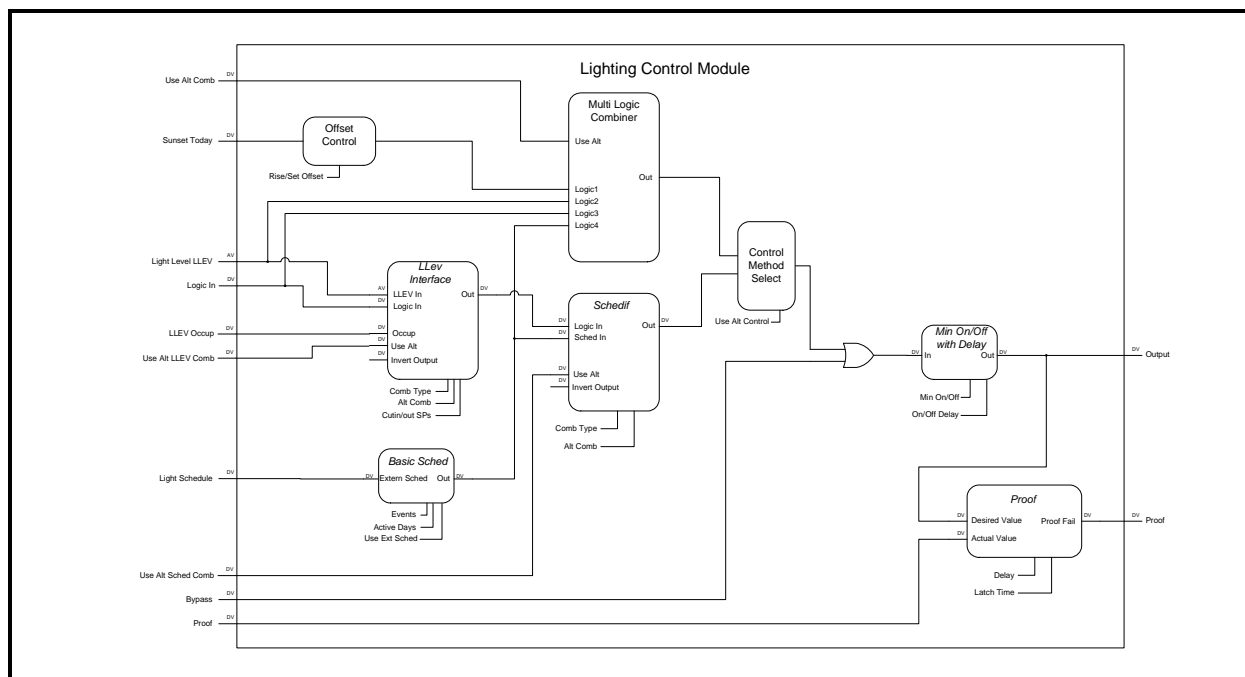 Lighting Control Module
DV
Use Alt Comb
Multi Logic
Combiner
Use Alt
Out
Logic1
Logic2
Logic3
Logic4
DV
Sunset Today
Offset
Control
Rise/Set Offset
AV
Light Level LLEV
DV
Logic In
LLev
Interface
AV
LLEV In
DV
Logic In
Out
DV
DV
Occup
DV
Use Alt
DV
Invert Output
Comb Type
Alt Comb
Cutin/out SPs
DV
LLEV Occup
DV
Use Alt LLEV Comb
Schedif
DV
Logic In
DV
Sched In
Out
DV
DV
Use Alt
DV
Invert Output
Comb Type
Alt Comb
Control
Method
Select
Use Alt Control
Min On/Off
with Delay
DV
In
Out
DV
Min On/Off
On/Off Delay
DV
Output
DV
Light Schedule
Basic Sched
DV
Extern Sched
Out
DV
Events
Active Days
Use Ext Sched
Proof
DV
Desired Value
Proof Fail
DV
DV
Actual Value
Delay
Latch Time
DV
Proof
DV
Use Alt Sched Comb
DV
Bypass
DV
Proof